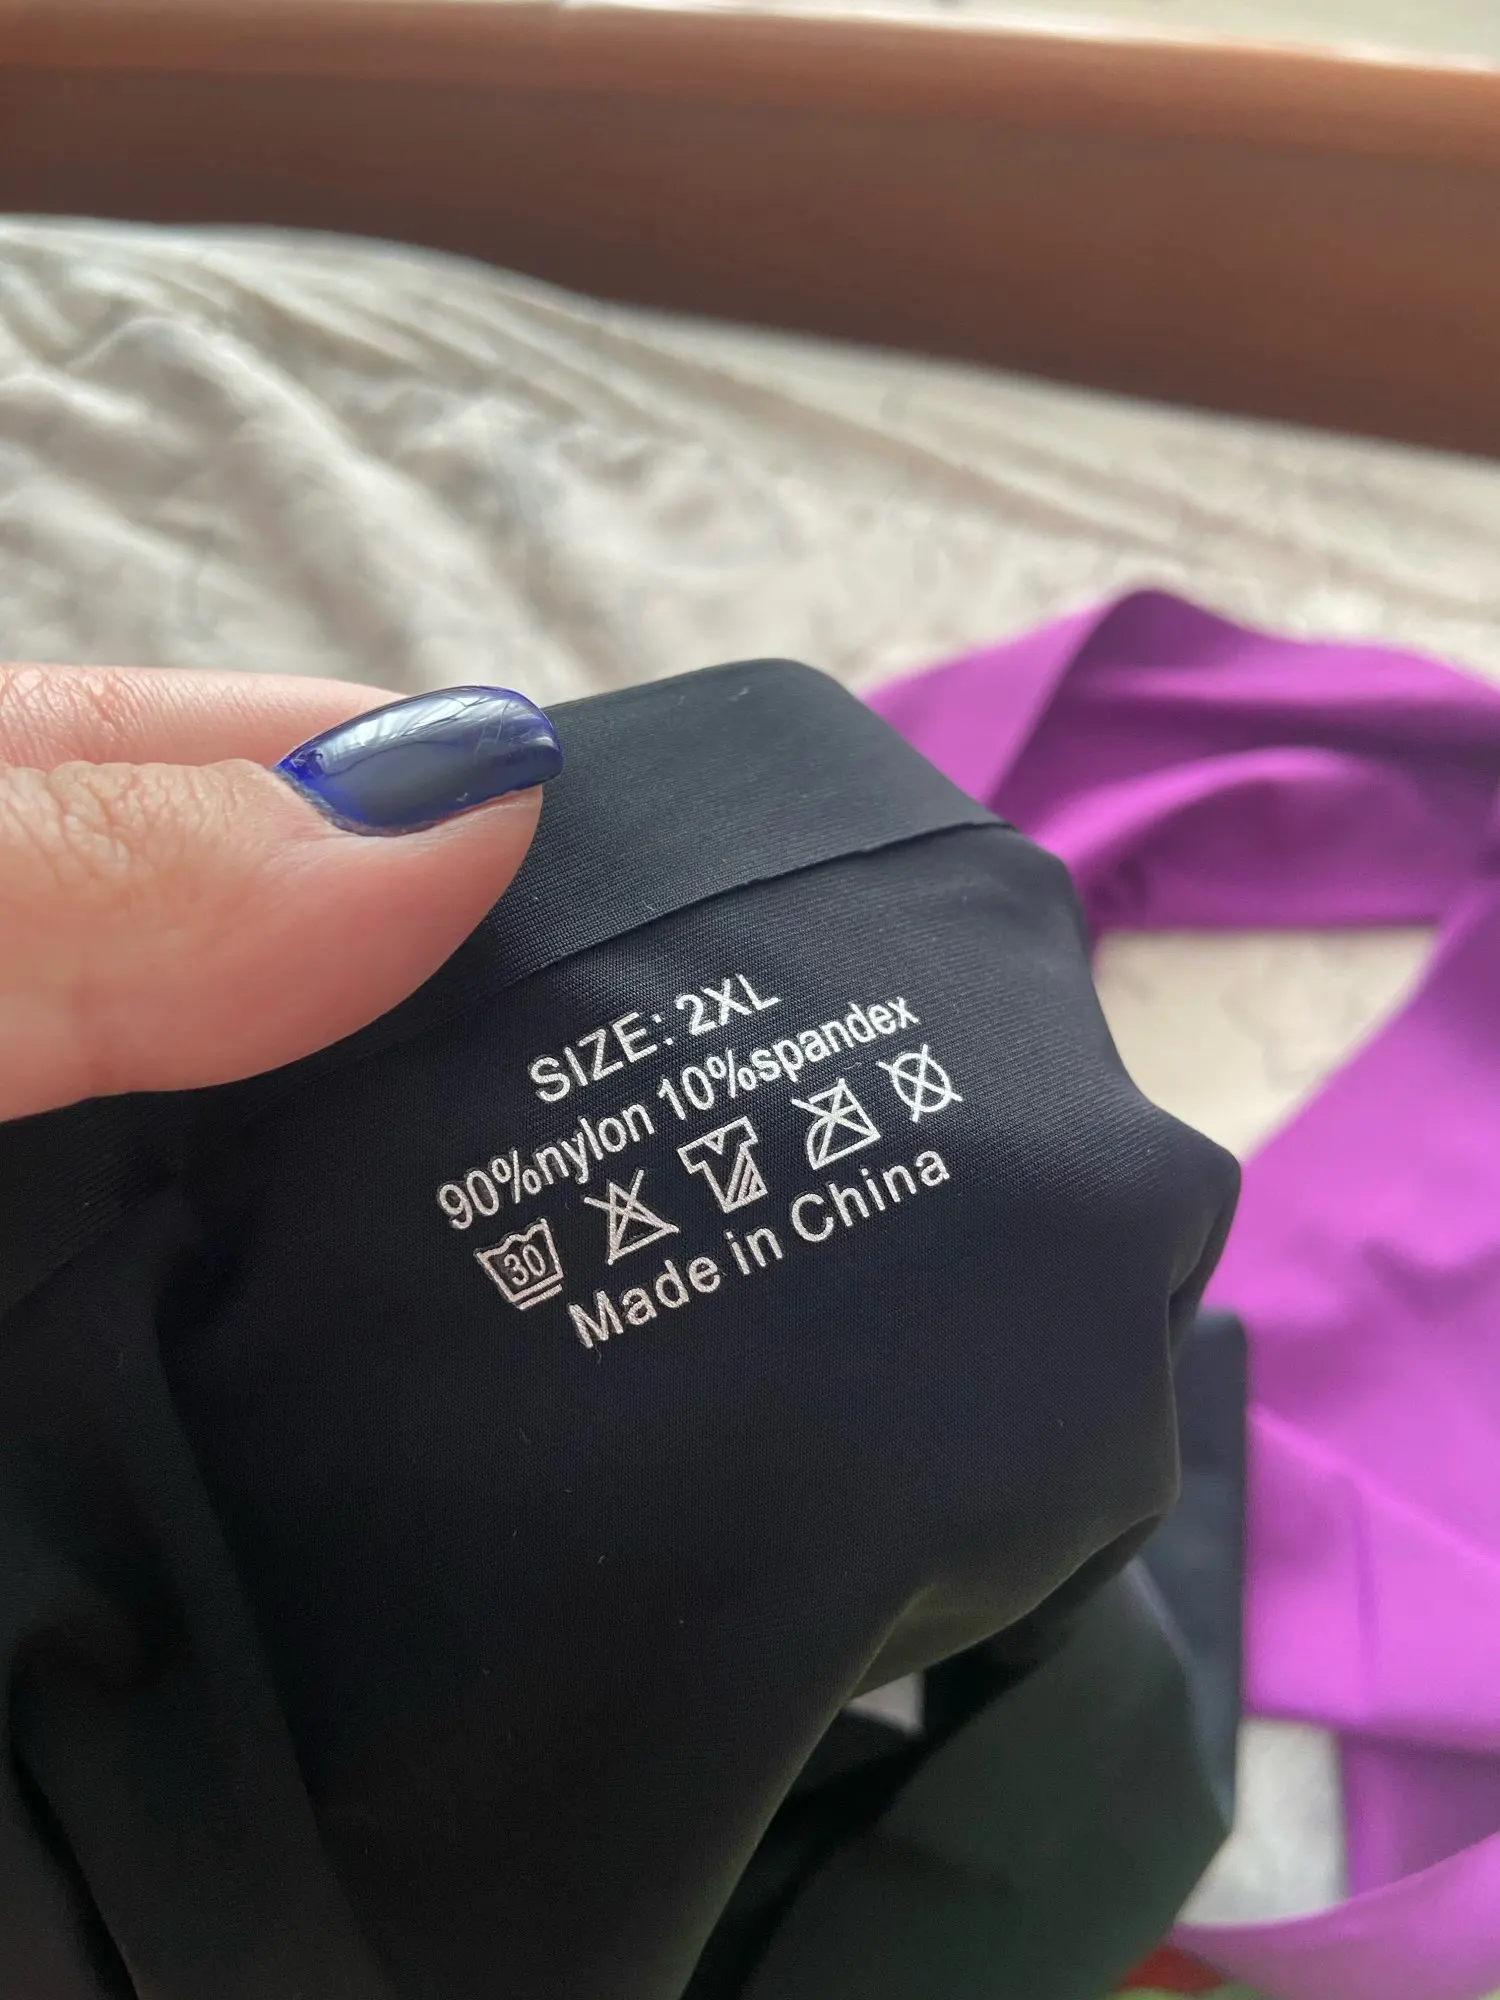 SIZE: 2XL
90%nylon 10%spandex
30
Made in China